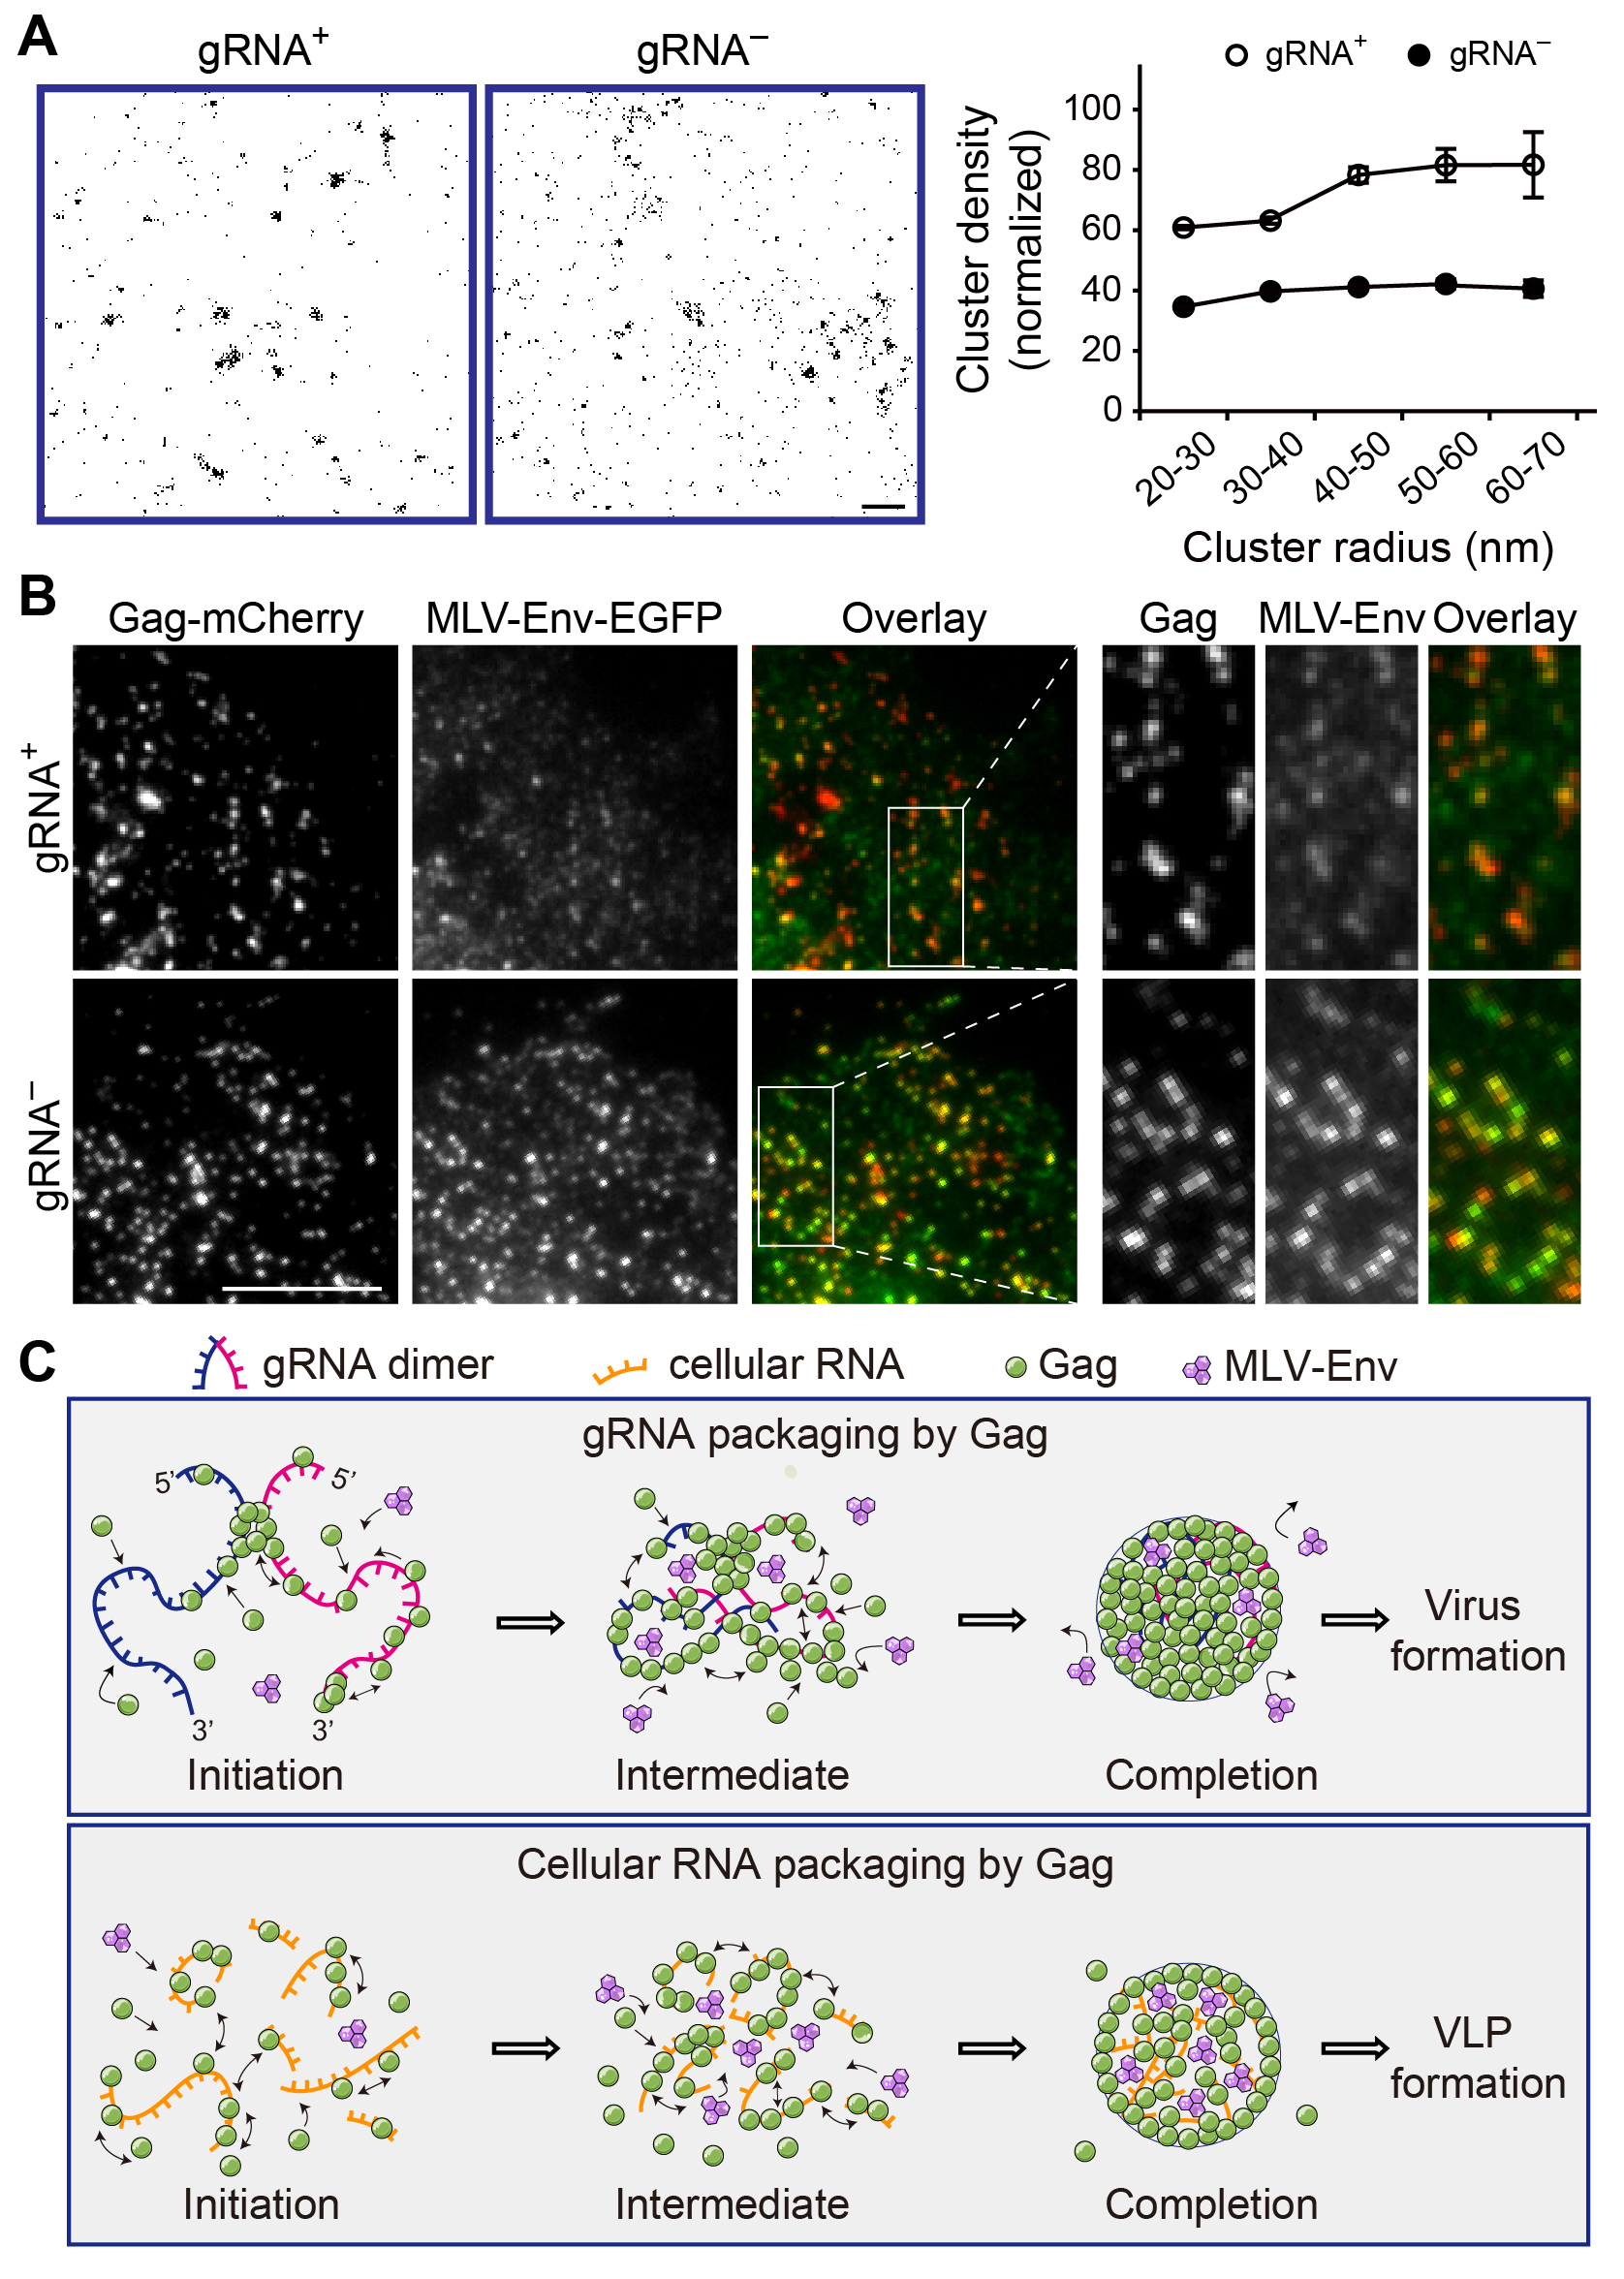 A
gRNA+
gRNA–
gRNA+
gRNA–
Cluster density
(normalized)
100
80
60
40
20
0
20-30
30-40
40-50
50-60
60-70
Cluster radius (nm)
B
Gag-mCherry
MLV-Env-EGFP
Overlay
Gag
MLV-Env
Overlay
gRNA+
gRNA–
C
gRNA dimer
cellular RNA
Gag
MLV-Env
gRNA packaging by Gag
5’
5’
3’
3’
Virus
formation
Initiation
Intermediate
Completion
Cellular RNA packaging by Gag
VLP
formation
Initiation
Intermediate
Completion